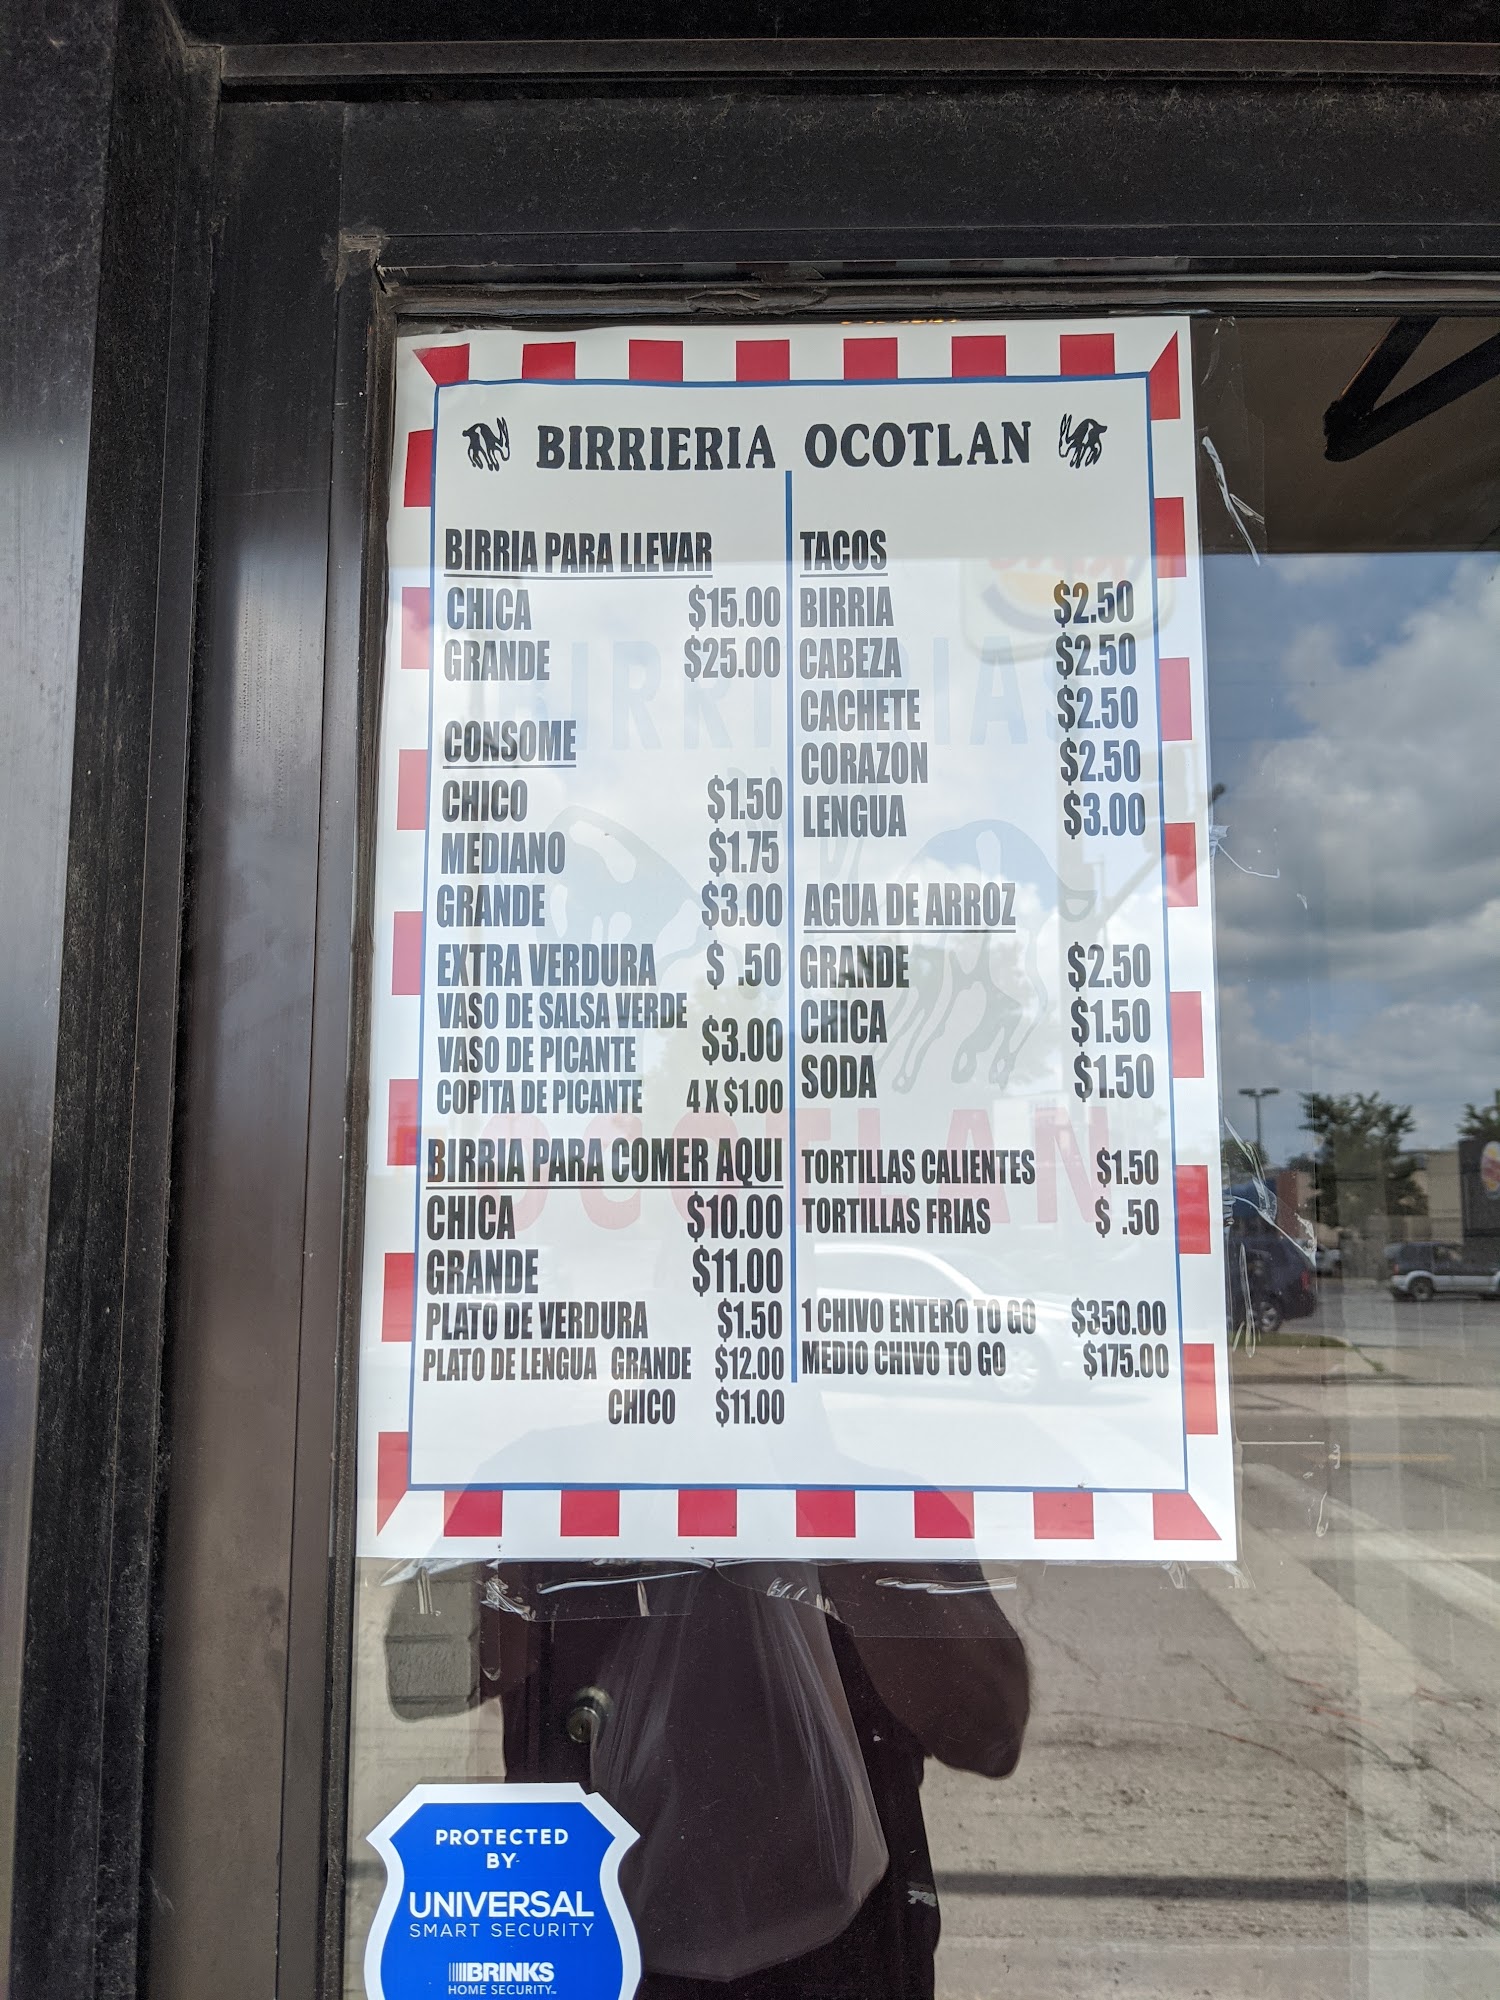 BIRRIERIA OCOTLAN
BIRRIA PARA LLEVAR
CHICA $15.00
GRANDE $25.00
CONSOME
CHICO $1.50
MEDIANO $1.75
GRANDE $3.00
EXTRA VERDURA $ .50
VASO DE SALSA VERDE
VASO DE PICANTE $3.00
COPITA DE PICANTE 4 X $1.00
BIRRIA PARA COMER AQUI
CHICA $10.00
GRANDE $11.00
PLATO DE VERDURA $1.50
PLATO DE LENGUA GRANDE $12.00
CHICO $11.00
TACOS
BIRRIA $2.50
CABEZA $2.50
CACHETE $2.50
CORAZON $2.50
LENGUA $3.00
AGUA DE ARROZ
GRANDE $2.50
CHICA $1.50
SODA $1.50
TORTILLAS CALIENTES $1.50
TORTILLAS FRIAS $ .50
1 CHIVO ENTERO TO GO $350.00
MEDIO CHIVO TO GO $175.00
PROTECTED
BY
UNIVERSAL
SMART SECURITY
BRINKS
HOME SECURITY